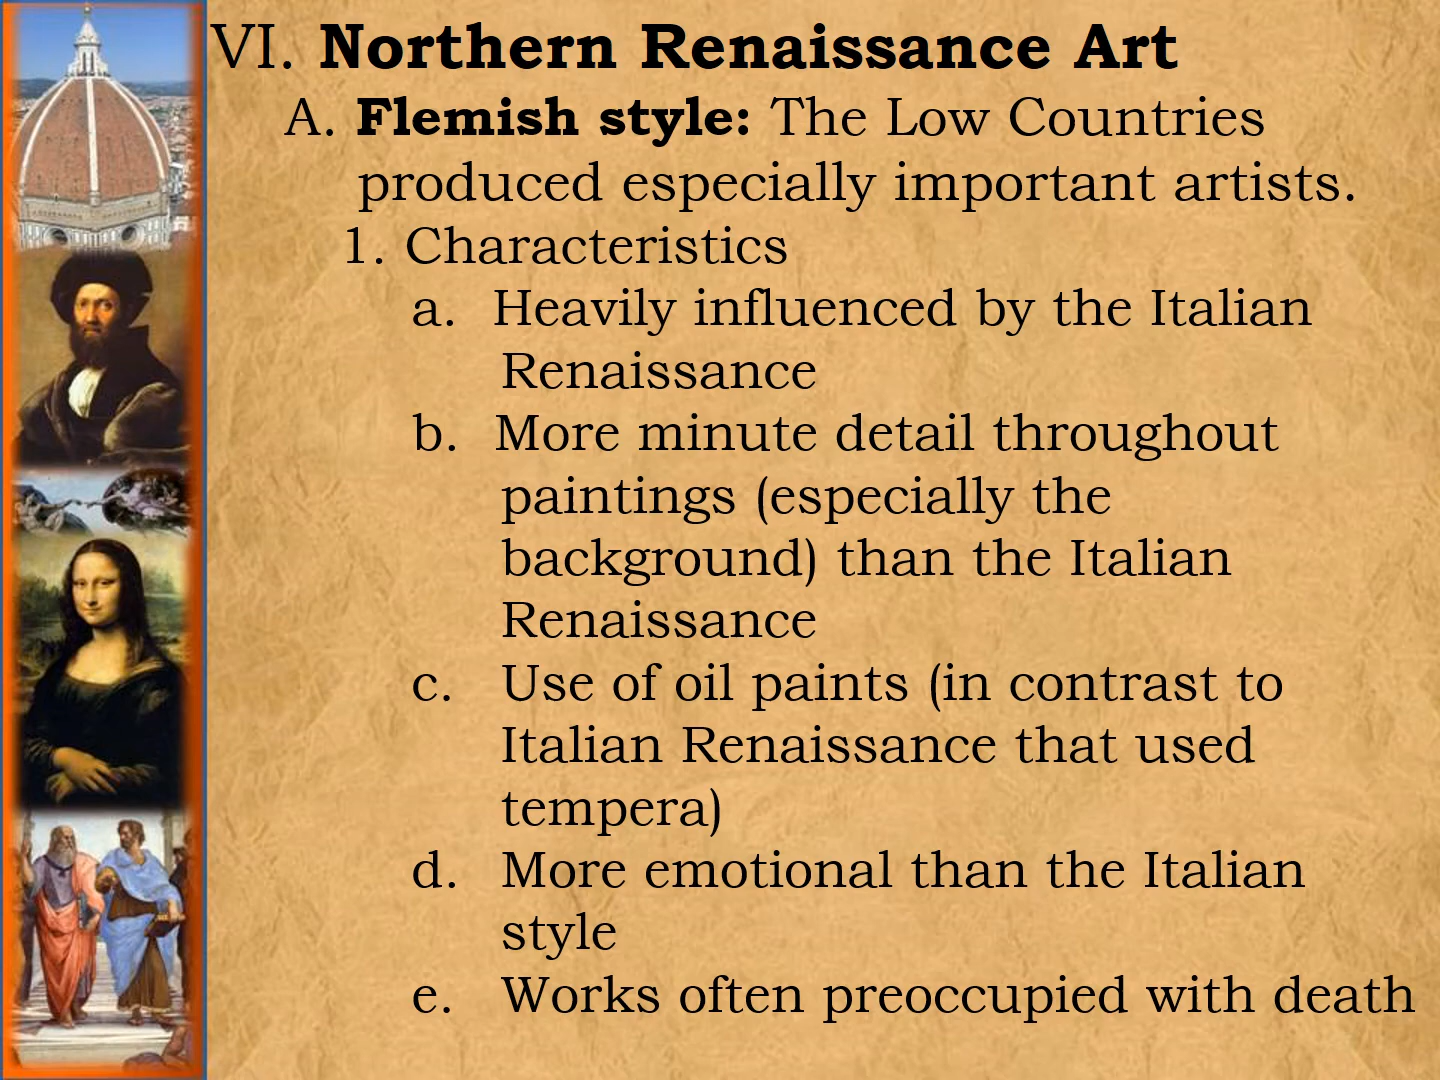 VI. Northern Renaissance Art
A. Flemish style: The Low Countries
produced especially important artists.
1. Characteristics
a. Heavily influenced by the Italian
Renaissance
b. More minute detail throughout
paintings (especially the
background) than the Italian
Renaissance
c. Use of oil paints (in contrast to
Italian Renaissance that used
tempera)
d. More emotional than the Italian
style
e. Works often preoccupied with death